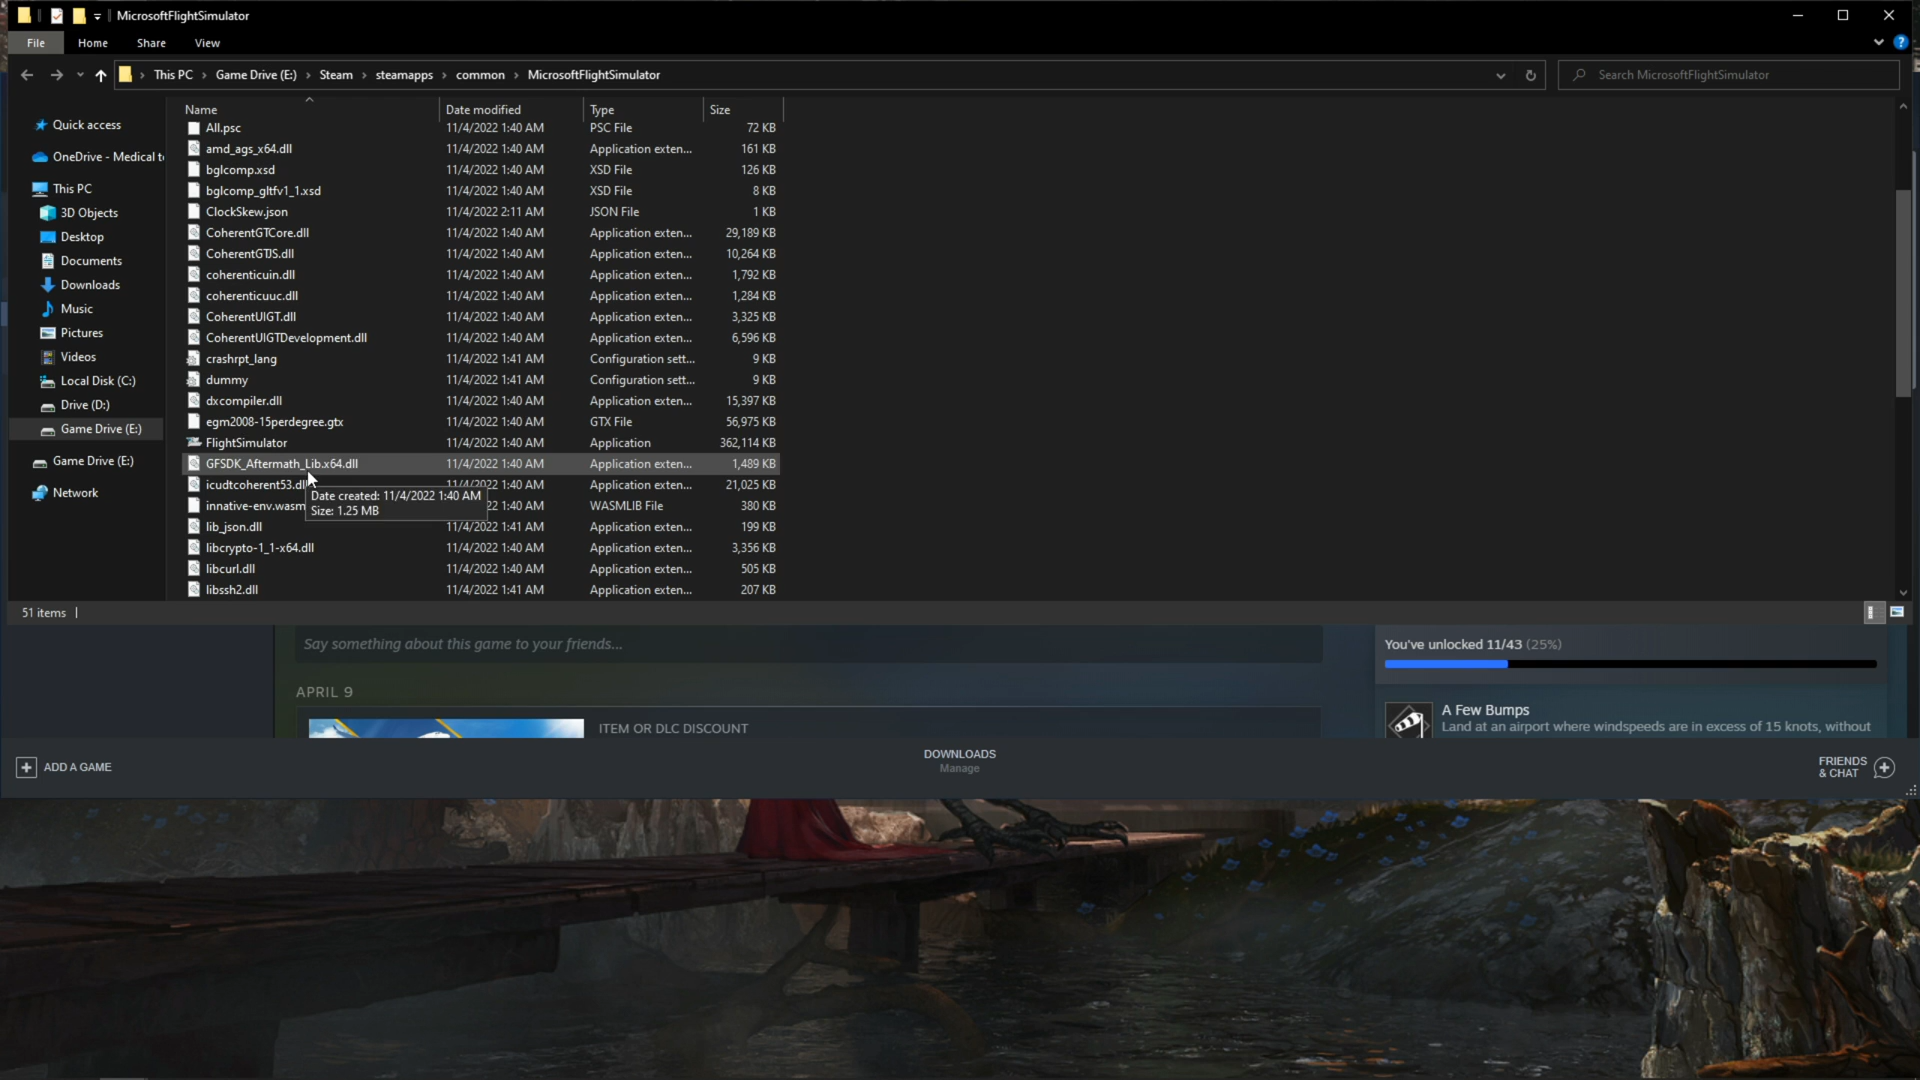 MicrosoftFlightSimulator
File Home Share View
This PC › Game Drive (E:) › Steam › steamapps › common › MicrosoftFlightSimulator
Search MicrosoftFlightSimulator
Quick access
OneDrive - Medical t
This PC
3D Objects
Desktop
Documents
Downloads
Music
Pictures
Videos
Local Disk (C:)
Drive (D:)
Game Drive (E:)
Game Drive (E:)
Network
Name Date modified Type Size
All.psc 11/4/2022 1:40 AM PSC File 72 KB
amd_ags_x64.dll 11/4/2022 1:40 AM Application exten... 161 KB
bglcomp.xsd 11/4/2022 1:40 AM XSD File 126 KB
bglcomp_gltfv1_1.xsd 11/4/2022 1:40 AM XSD File 8 KB
ClockSkew.json 11/4/2022 2:11 AM JSON File 1 KB
CoherentGTCore.dll 11/4/2022 1:40 AM Application exten... 29,189 KB
CoherentGTJS.dll 11/4/2022 1:40 AM Application exten... 10,264 KB
coherenticuin.dll 11/4/2022 1:40 AM Application exten... 1,792 KB
coherenticuuc.dll 11/4/2022 1:40 AM Application exten... 1,284 KB
CoherentUIGT.dll 11/4/2022 1:40 AM Application exten... 3,325 KB
CoherentUIGTDevelopment.dll 11/4/2022 1:40 AM Application exten... 6,596 KB
crashrpt_lang 11/4/2022 1:41 AM Configuration sett... 9 KB
dummy 11/4/2022 1:41 AM Configuration sett... 9 KB
dxcompiler.dll 11/4/2022 1:40 AM Application exten... 15,397 KB
egm2008-15perdegree.gtx 11/4/2022 1:40 AM GTX File 56,975 KB
FlightSimulator 11/4/2022 1:40 AM Application 362,114 KB
GFSDK_Aftermath_Lib.x64.dll 11/4/2022 1:40 AM Application exten... 1,489 KB
icudtcoherent53.dll 22 1:40 AM Application exten... 21,025 KB
innative-env.wasm 22 1:40 AM WASMLIB File 380 KB
Date created: 11/4/2022 1:40 AM
Size: 1.25 MB
lib_json.dll 11/4/2022 1:41 AM Application exten... 199 KB
libcrypto-1_1-x64.dll 11/4/2022 1:40 AM Application exten... 3,356 KB
libcurl.dll 11/4/2022 1:40 AM Application exten... 505 KB
libssh2.dll 11/4/2022 1:41 AM Application exten... 207 KB
51 items
Say something about this game to your friends...
APRIL 9
ITEM OR DLC DISCOUNT
You've unlocked 11/43 (25%)
A Few Bumps
Land at an airport where windspeeds are in excess of 15 knots, without
ADD A GAME
DOWNLOADS
Manage
FRIENDS
& CHAT